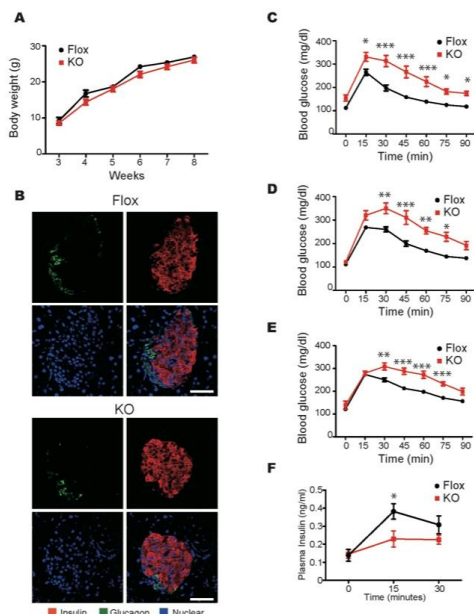 A
Flox
KO
Body weight (g)
30
20
10
0
3 4 5 6 7 8
Weeks
B
Flox
KO
Insulin Glucagon Nuclear
C
Blood glucose (mg/dl)
400
300
200
100
0
* *** *** *** * *
Flox
KO
0 15 30 45 60 75 90
Time (min)
D
Blood glucose (mg/dl)
400
300
200
100
0
** *** ** *
Flox
KO
0 15 30 45 60 75 90
Time (min)
E
Blood glucose (mg/dl)
400
300
200
100
0
** *** *** ***
Flox
KO
0 15 30 45 60 75 90
Time (min)
F
Plasma Insulin (ng/ml)
0.5
0.4
0.3
0.2
0.1
0.0
*
Flox
KO
0 15 30
Time (minutes)